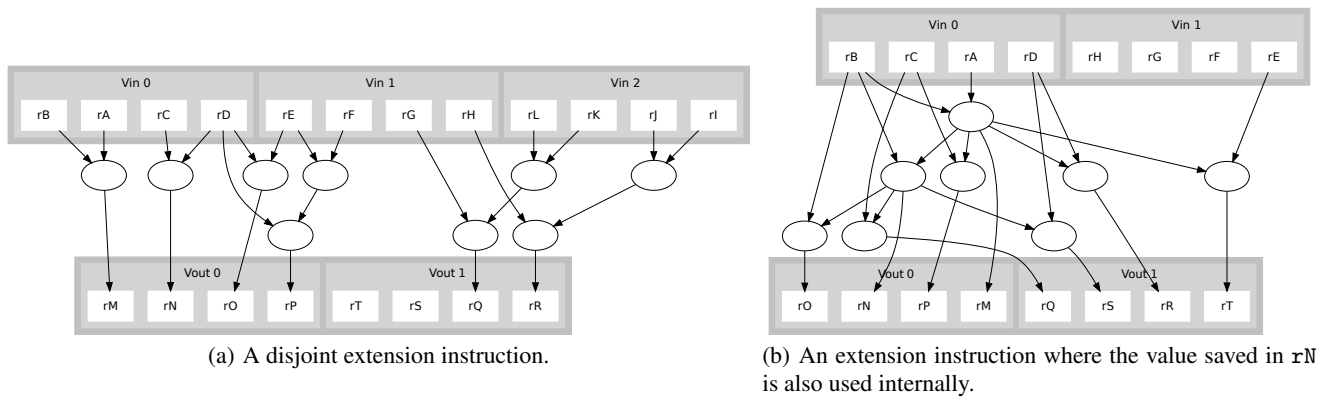 Vin 0 Vin 1 Vin 2
rB rA rC rD rE rF rG rH rL rK rJ rI
Vout 0 Vout 1
rM rN rO rP rT rS rQ rR
(a) A disjoint extension instruction.
Vin 0 Vin 1
rB rC rA rD rH rG rF rE
Vout 0 Vout 1
rO rN rP rM rQ rS rR rT
(b) An extension instruction where the value saved in rN
is also used internally.